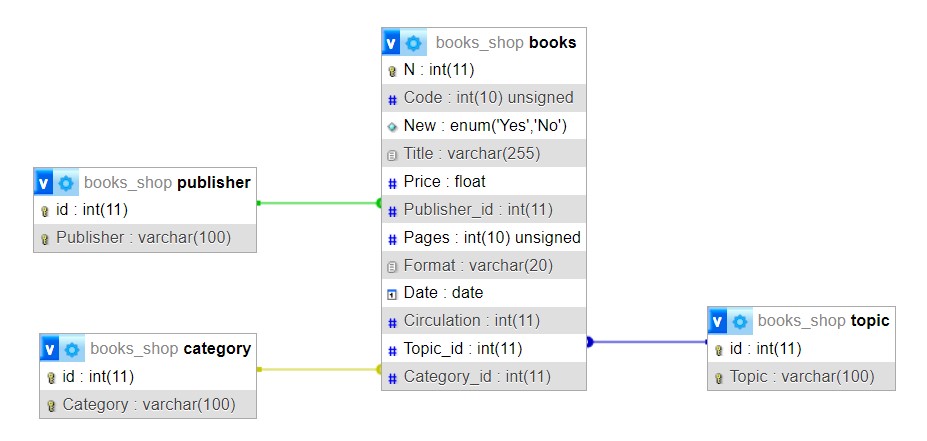 v books_shop books
N : int(11)
# Code : int(10) unsigned
New : enum('Yes','No')
Title : varchar(255)
# Price : float
# Publisher_id : int(11)
# Pages : int(10) unsigned
Format : varchar(20)
1 Date : date
# Circulation : int(11)
# Topic_id : int(11)
# Category_id : int(11)
v books_shop publisher
id : int(11)
Publisher : varchar(100)
v books_shop category
id : int(11)
Category : varchar(100)
v books_shop topic
id : int(11)
Topic : varchar(100)